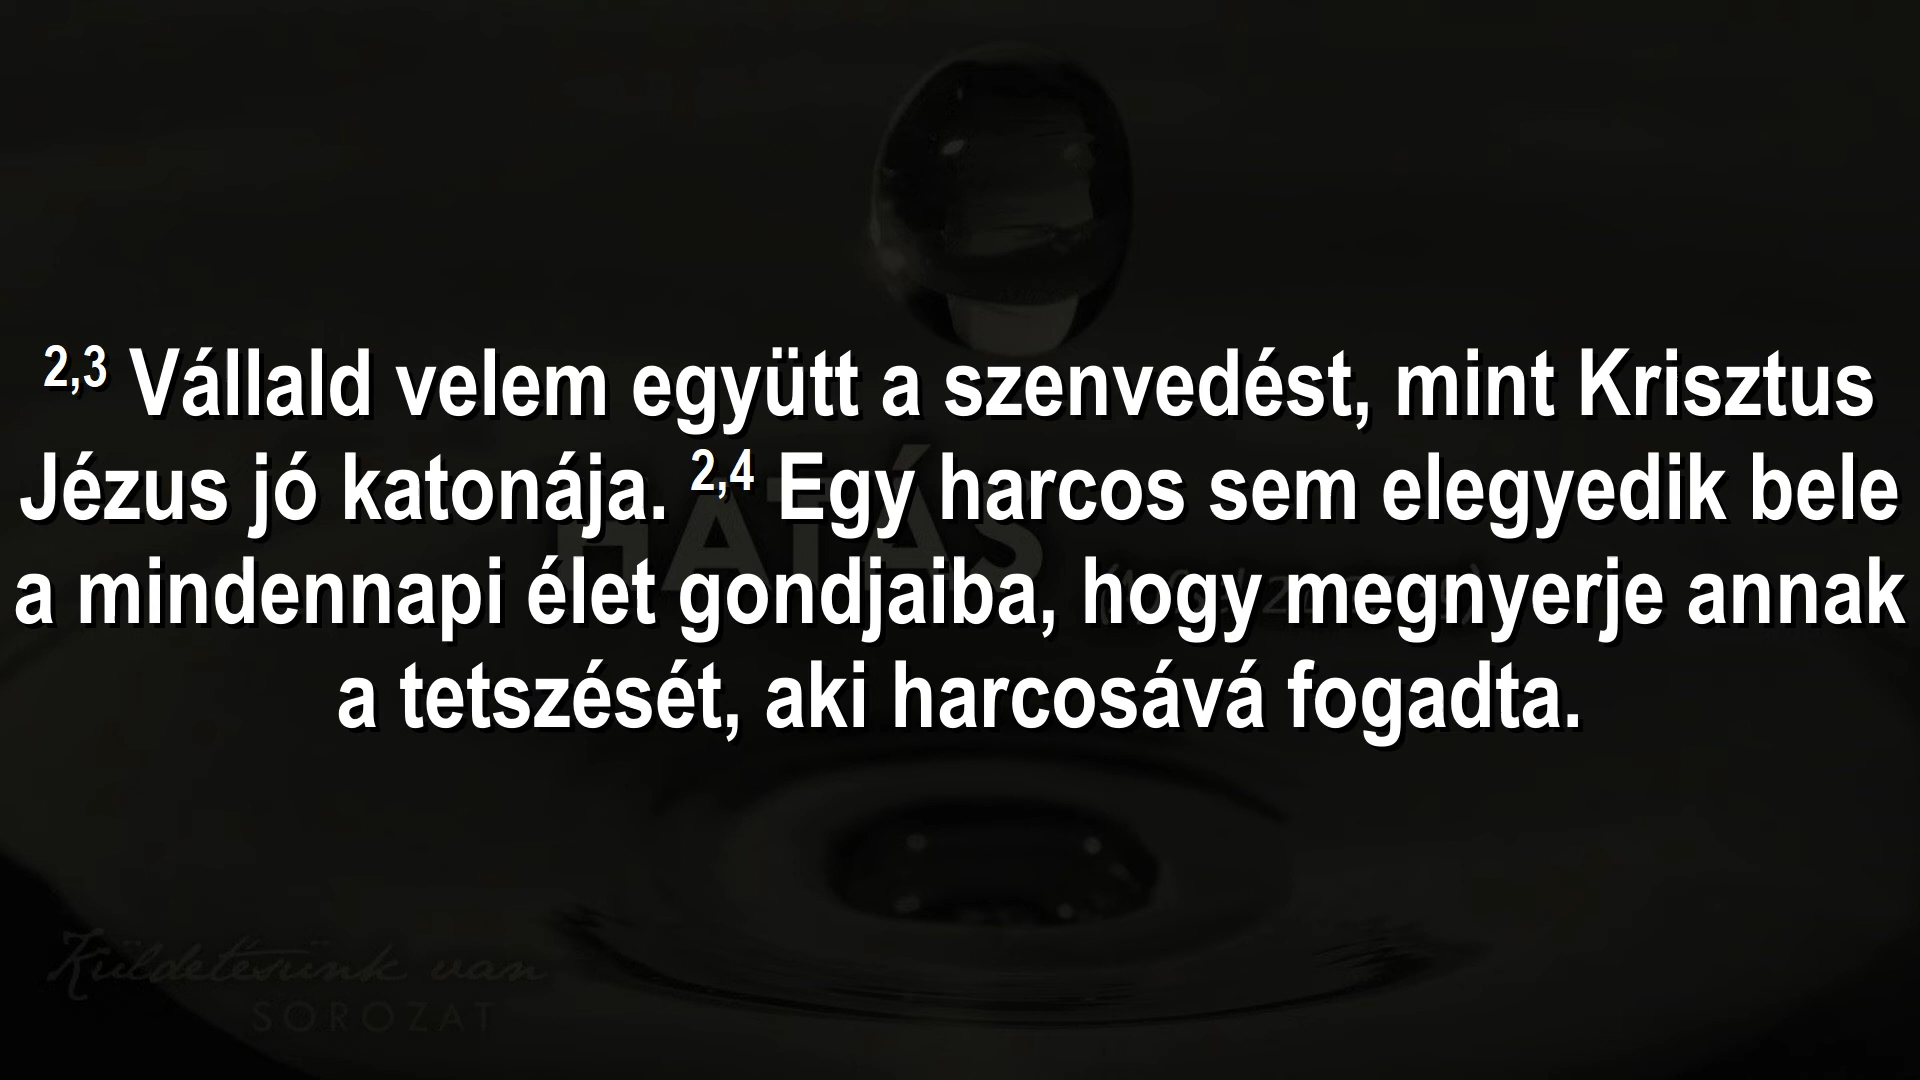 2,3 Vállald velem együtt a szenvedést, mint Krisztus
Jézus jó katonája. 2,4 Egy harcos sem elegyedik bele
a mindennapi élet gondjaiba, hogy megnyerje annak
a tetszését, aki harcosává fogadta.
HATÁS
Küldetésünk van
SOROZAT